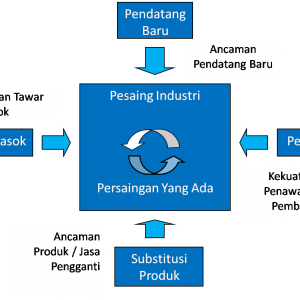 Pendatang
Baru
Ancaman
Pendatang Baru
an Tawar
ok
Pesaing Industri
asok
Pe
Persaingan Yang Ada
Kekuat
Penawa
Pemb
Ancaman
Produk / Jasa
Pengganti
Substitusi
Produk